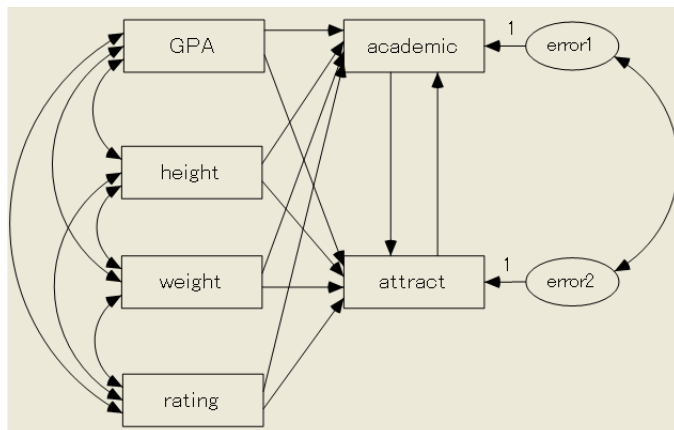 GPA
academic
1
error1
height
weight
attract
1
error2
rating